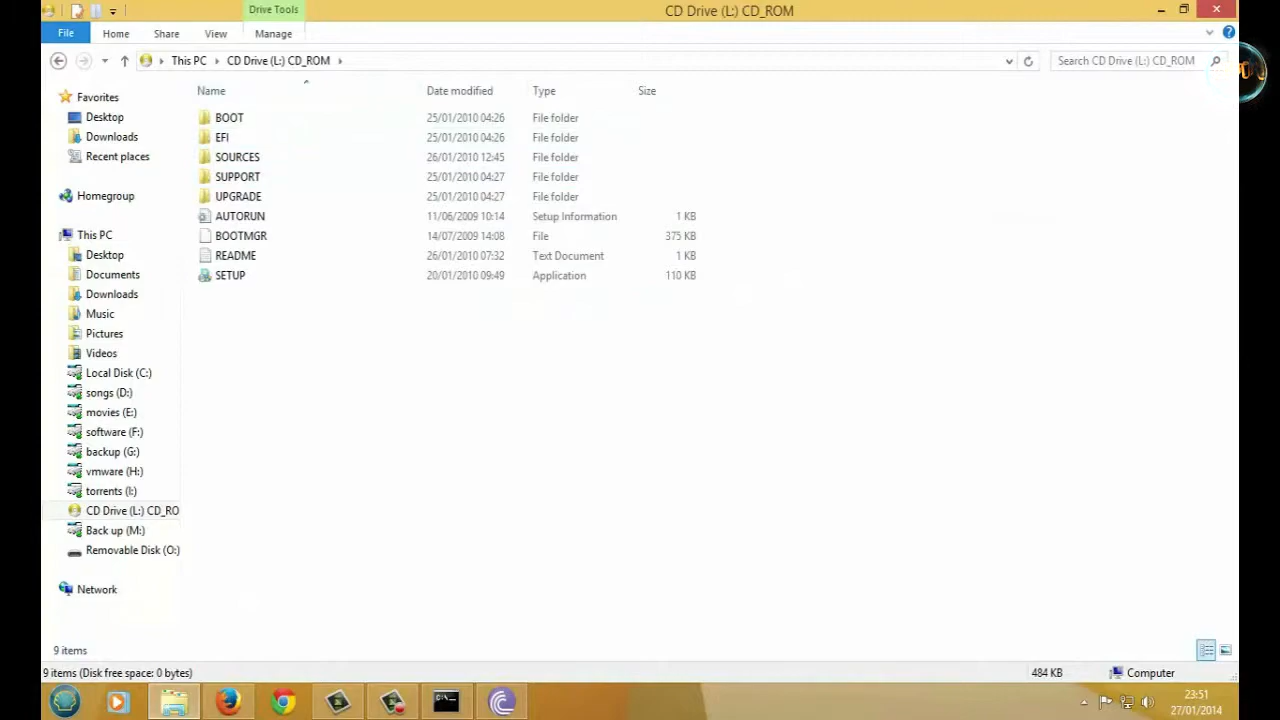 Drive Tools
CD Drive (L:) CD_ROM
File Home Share View Manage
This PC CD Drive (L:) CD_ROM
Search CD Drive (L:) CD_ROM
Name Date modified Type Size
BOOT 25/01/2010 04:26 File folder
EFI 25/01/2010 04:26 File folder
SOURCES 26/01/2010 12:45 File folder
SUPPORT 25/01/2010 04:27 File folder
UPGRADE 25/01/2010 04:27 File folder
AUTORUN 11/06/2009 10:14 Setup Information 1 KB
BOOTMGR 14/07/2009 14:08 File 375 KB
README 26/01/2010 07:32 Text Document 1 KB
SETUP 20/01/2010 09:49 Application 110 KB
Favorites
Desktop
Downloads
Recent places
Homegroup
This PC
Desktop
Documents
Downloads
Music
Pictures
Videos
Local Disk (C:)
songs (D:)
movies (E:)
software (F:)
backup (G:)
vmware (H:)
torrents (I:)
CD Drive (L:) CD_RO
Back up (M:)
Removable Disk (O:)
Network
9 items
9 items (Disk free space: 0 bytes)
484 KB
Computer
23:51
27/01/2014